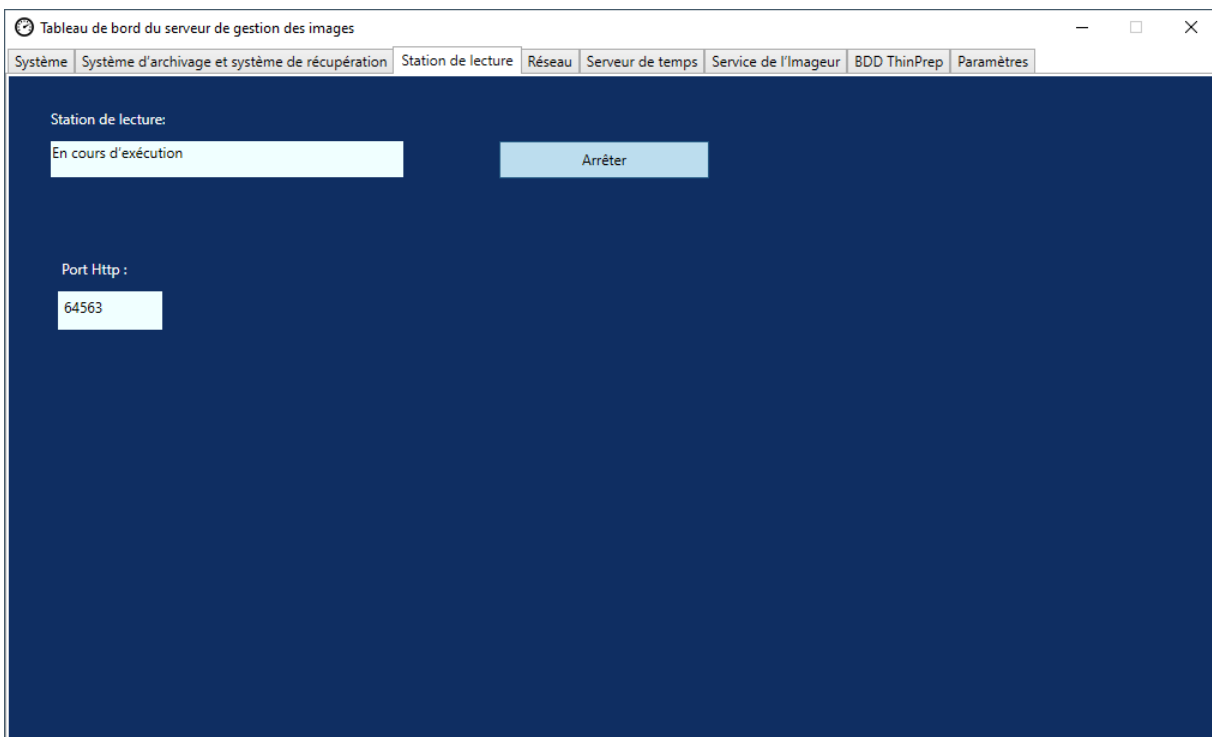 Tableau de bord du serveur de gestion des images
Système Système d'archivage et système de récupération Station de lecture Réseau Serveur de temps Service de l'Imageur BDD ThinPrep Paramètres
Station de lecture:
En cours d'exécution Arrêter
Port Http :
64563